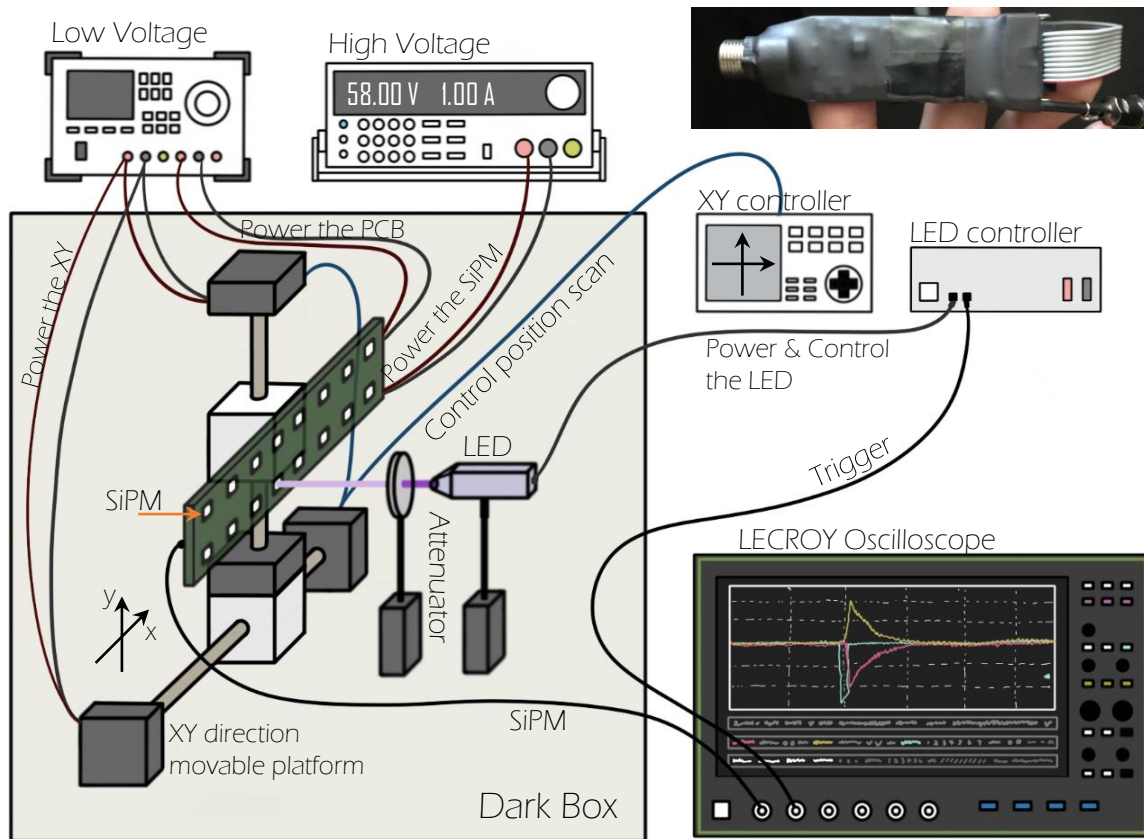 Low Voltage
High Voltage
58.00 V 1.00 A
XY controller
LED controller
Power the PCB
Power the XY
Power the SiPM
Control position scan
Power & Control
the LED
LED
Trigger
SiPM
Attenuator
LECROY Oscilloscope
y
x
SiPM
XY direction
movable platform
Dark Box